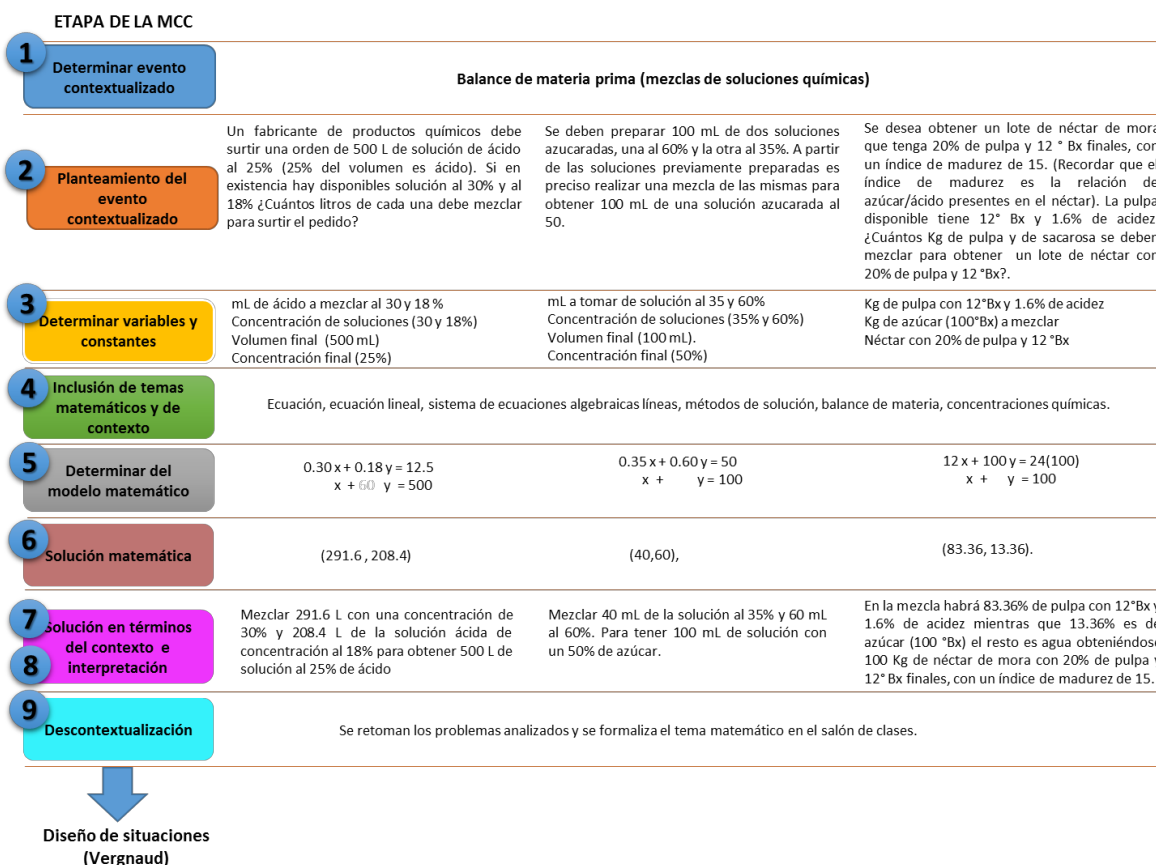 ETAPA DE LA MCC
1
Determinar evento
contextualizado
Balance de materia prima (mezclas de soluciones químicas)
2
Planteamiento del
evento
contextualizado
Un fabricante de productos químicos debe
surtir una orden de 500 L de solución de ácido
al 25% (25% del volumen es ácido). Si en
existencia hay disponibles solución al 30% y al
18% ¿Cuántos litros de cada una debe mezclar
para surtir el pedido?
Se deben preparar 100 mL de dos soluciones
azucaradas, una al 60% y la otra al 35%. A partir
de las soluciones previamente preparadas es
preciso realizar una mezcla de las mismas para
obtener 100 mL de una solución azucarada al
50.
Se desea obtener un lote de néctar de mora
que tenga 20% de pulpa y 12 ° Bx finales, con
un índice de madurez de 15. (Recordar que el
índice de madurez es la relación de
azúcar/ácido presentes en el néctar). La pulpa
disponible tiene 12° Bx y 1.6% de acidez
¿Cuántos Kg de pulpa y de sacarosa se deben
mezclar para obtener un lote de néctar con
20% de pulpa y 12 °Bx?.
3
Determinar variables y
constantes
mL de ácido a mezclar al 30 y 18 %
Concentración de soluciones (30 y 18%)
Volumen final (500 mL)
Concentración final (25%)
mL a tomar de solución al 35 y 60%
Concentración de soluciones (35% y 60%)
Volumen final (100 mL).
Concentración final (50%)
Kg de pulpa con 12°Bx y 1.6% de acidez
Kg de azúcar (100°Bx) a mezclar
Néctar con 20% de pulpa y 12 °Bx
4
Inclusión de temas
matemáticos y de
contexto
Ecuación, ecuación lineal, sistema de ecuaciones algebraicas líneas, métodos de solución, balance de materia, concentraciones químicas.
5
Determinar del
modelo matemático
0.30 x + 0.18 y = 12.5
x + 60 y = 500
0.35 x + 0.60 y = 50
x + y = 100
12 x + 100 y = 24(100)
x + y = 100
6
Solución matemática
(291.6 , 208.4)
(40,60),
(83.36, 13.36).
7
8
Solución en términos
del contexto e
interpretación
Mezclar 291.6 L con una concentración de
30% y 208.4 L de la solución ácida de
concentración al 18% para obtener 500 L de
solución al 25% de ácido
Mezclar 40 mL de la solución al 35% y 60 mL
al 60%. Para tener 100 mL de solución con
un 50% de azúcar.
En la mezcla habrá 83.36% de pulpa con 12°Bx y
1.6% de acidez mientras que 13.36% es de
azúcar (100 °Bx) el resto es agua obteniéndose
100 Kg de néctar de mora con 20% de pulpa y
12° Bx finales, con un índice de madurez de 15.
9
Descontextualización
Se retoman los problemas analizados y se formaliza el tema matemático en el salón de clases.
Diseño de situaciones
(Vergnaud)